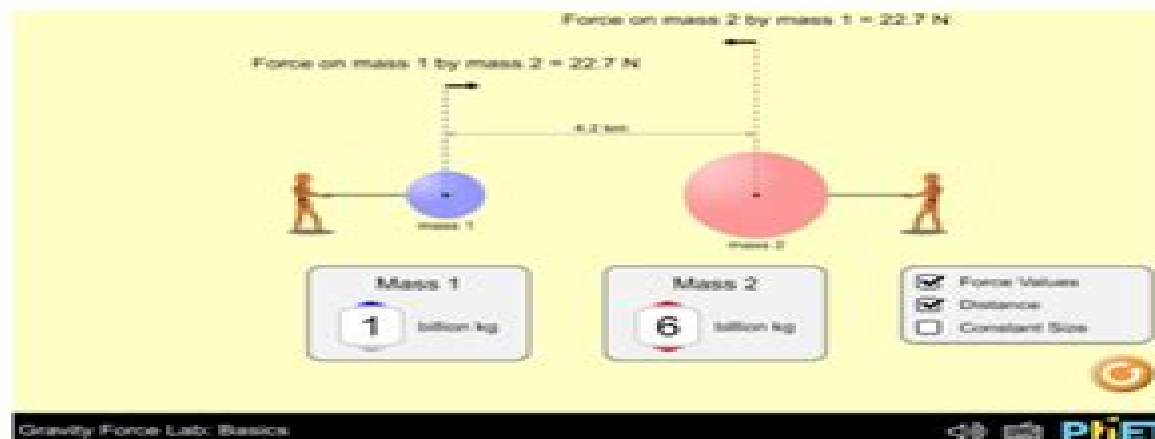 Force on mass 2 by mass 1 = 22.7 N
Force on mass 1 by mass 2 = 22.7 N
4.2 km
mass 1
mass 2
Mass 1
1 billion kg
Mass 2
6 billion kg
Force Values
Distance
Constant Size
Gravity Force Lab: Basics
PhET